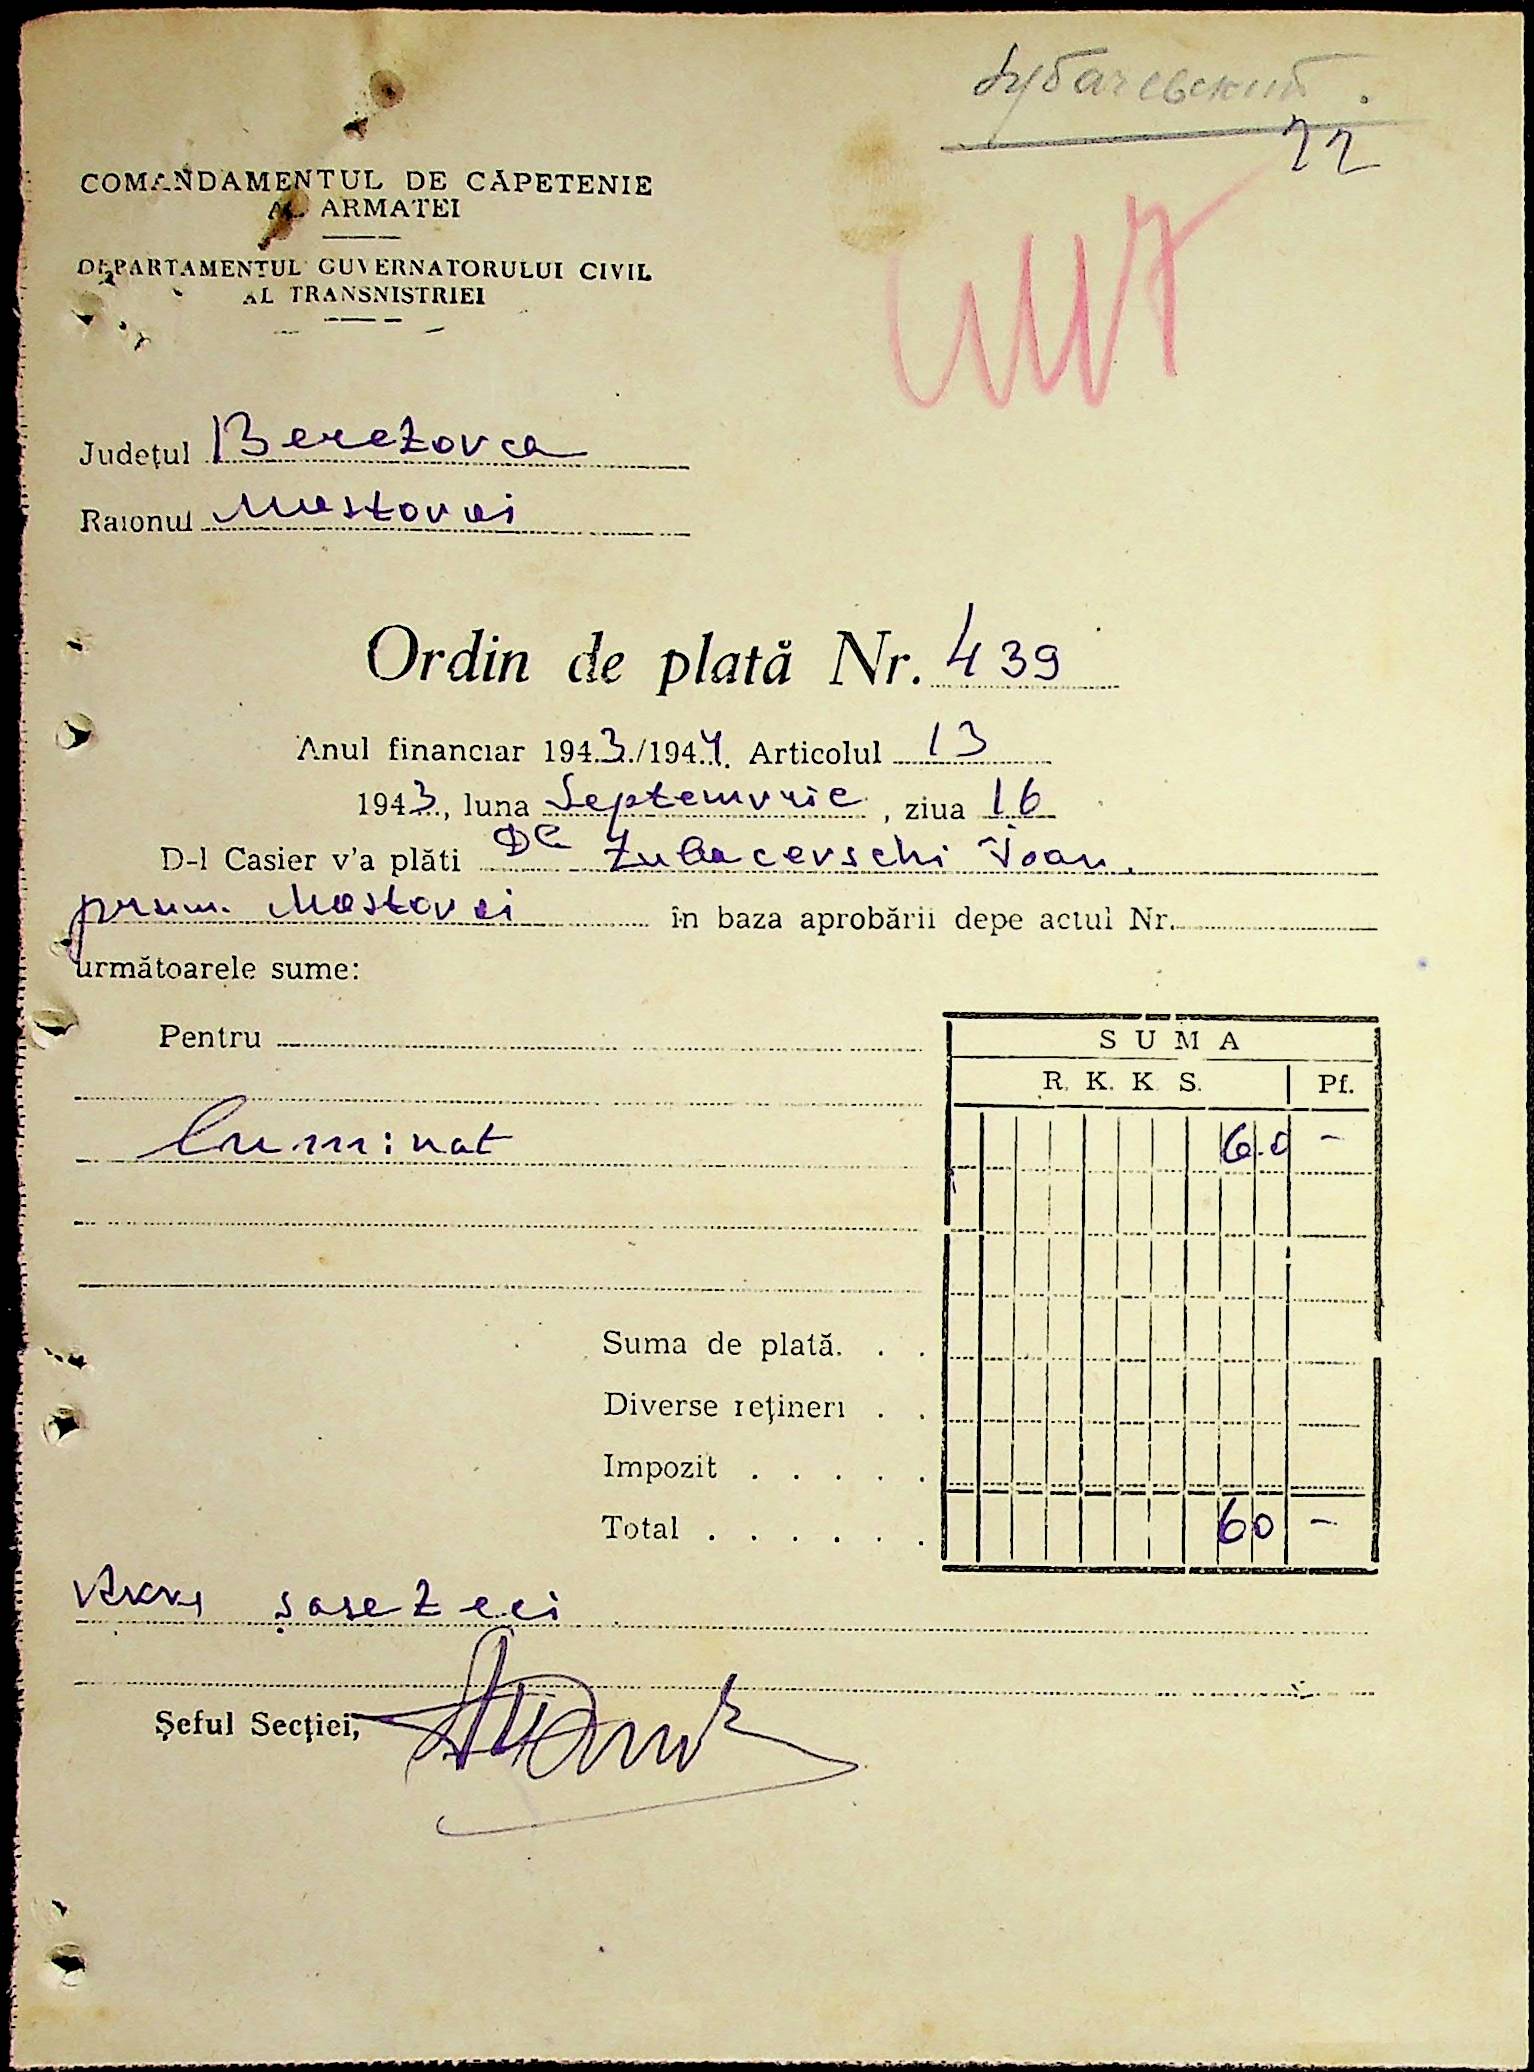 Зубачевский.
22
COMANDAMENTUL DE CAPETENIE
AL ARMATEI
DEPARTAMENTUL GUVERNATORULUI CIVIL
AL TRANSNISTRIEI
Județul Berezovca
Raionul Mostovoi
Ordin de plată Nr. 439
Anul financiar 1943./1944. Articolul 13
1943., luna Septemvrie, ziua 16
D-l Casier v'a plăti Dl Zubacevschi Ioan.
prim. Mostovoi în baza aprobării depe actul Nr.
următoarele sume:
Pentru
SUMA
R. K. K. S. Pf.
Iuminat 60 -
Suma de plată. . .
Diverse rețineri . .
Impozit . . . . .
Total . . . . . . 60 -
șasezeci
Șeful Secției,